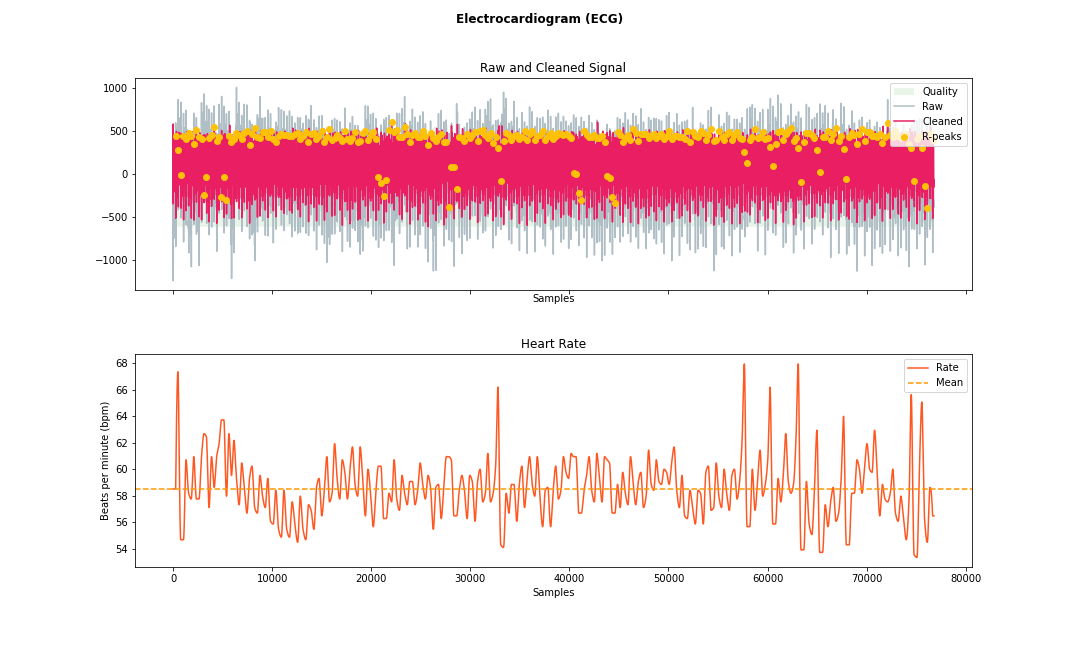 Electrocardiogram (ECG)
Raw and Cleaned Signal
1000
500
0
−500
−1000
Quality
Raw
Cleaned
R-peaks
Samples
Heart Rate
Beats per minute (bpm)
68
66
64
62
60
58
56
54
Rate
Mean
0
10000
20000
30000
40000
50000
60000
70000
80000
Samples